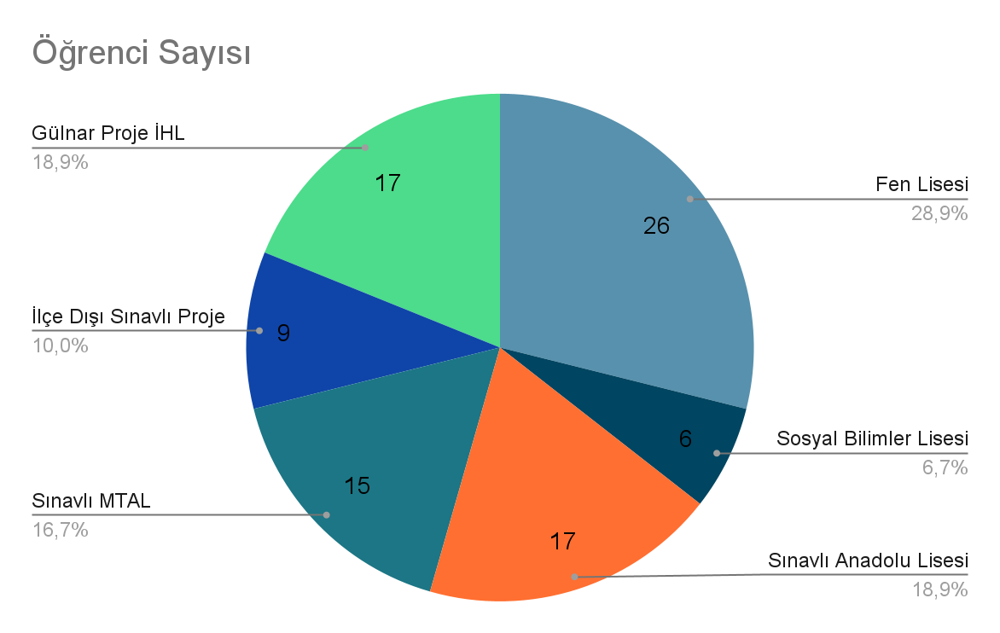 Öğrenci Sayısı
Gülnar Proje İHL
18,9%
17
Fen Lisesi
28,9%
26
İlçe Dışı Sınavlı Proje
10,0%
9
Sosyal Bilimler Lisesi
6,7%
6
Sınavlı MTAL
16,7%
15
Sınavlı Anadolu Lisesi
18,9%
17